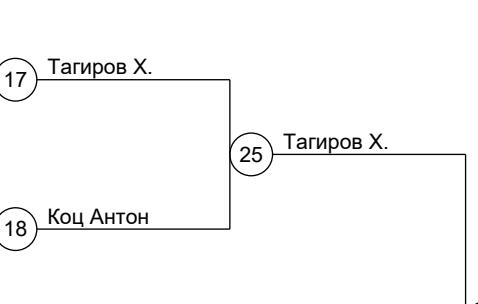 17 Тагиров Х.
25 Тагиров Х.
18 Коц Антон